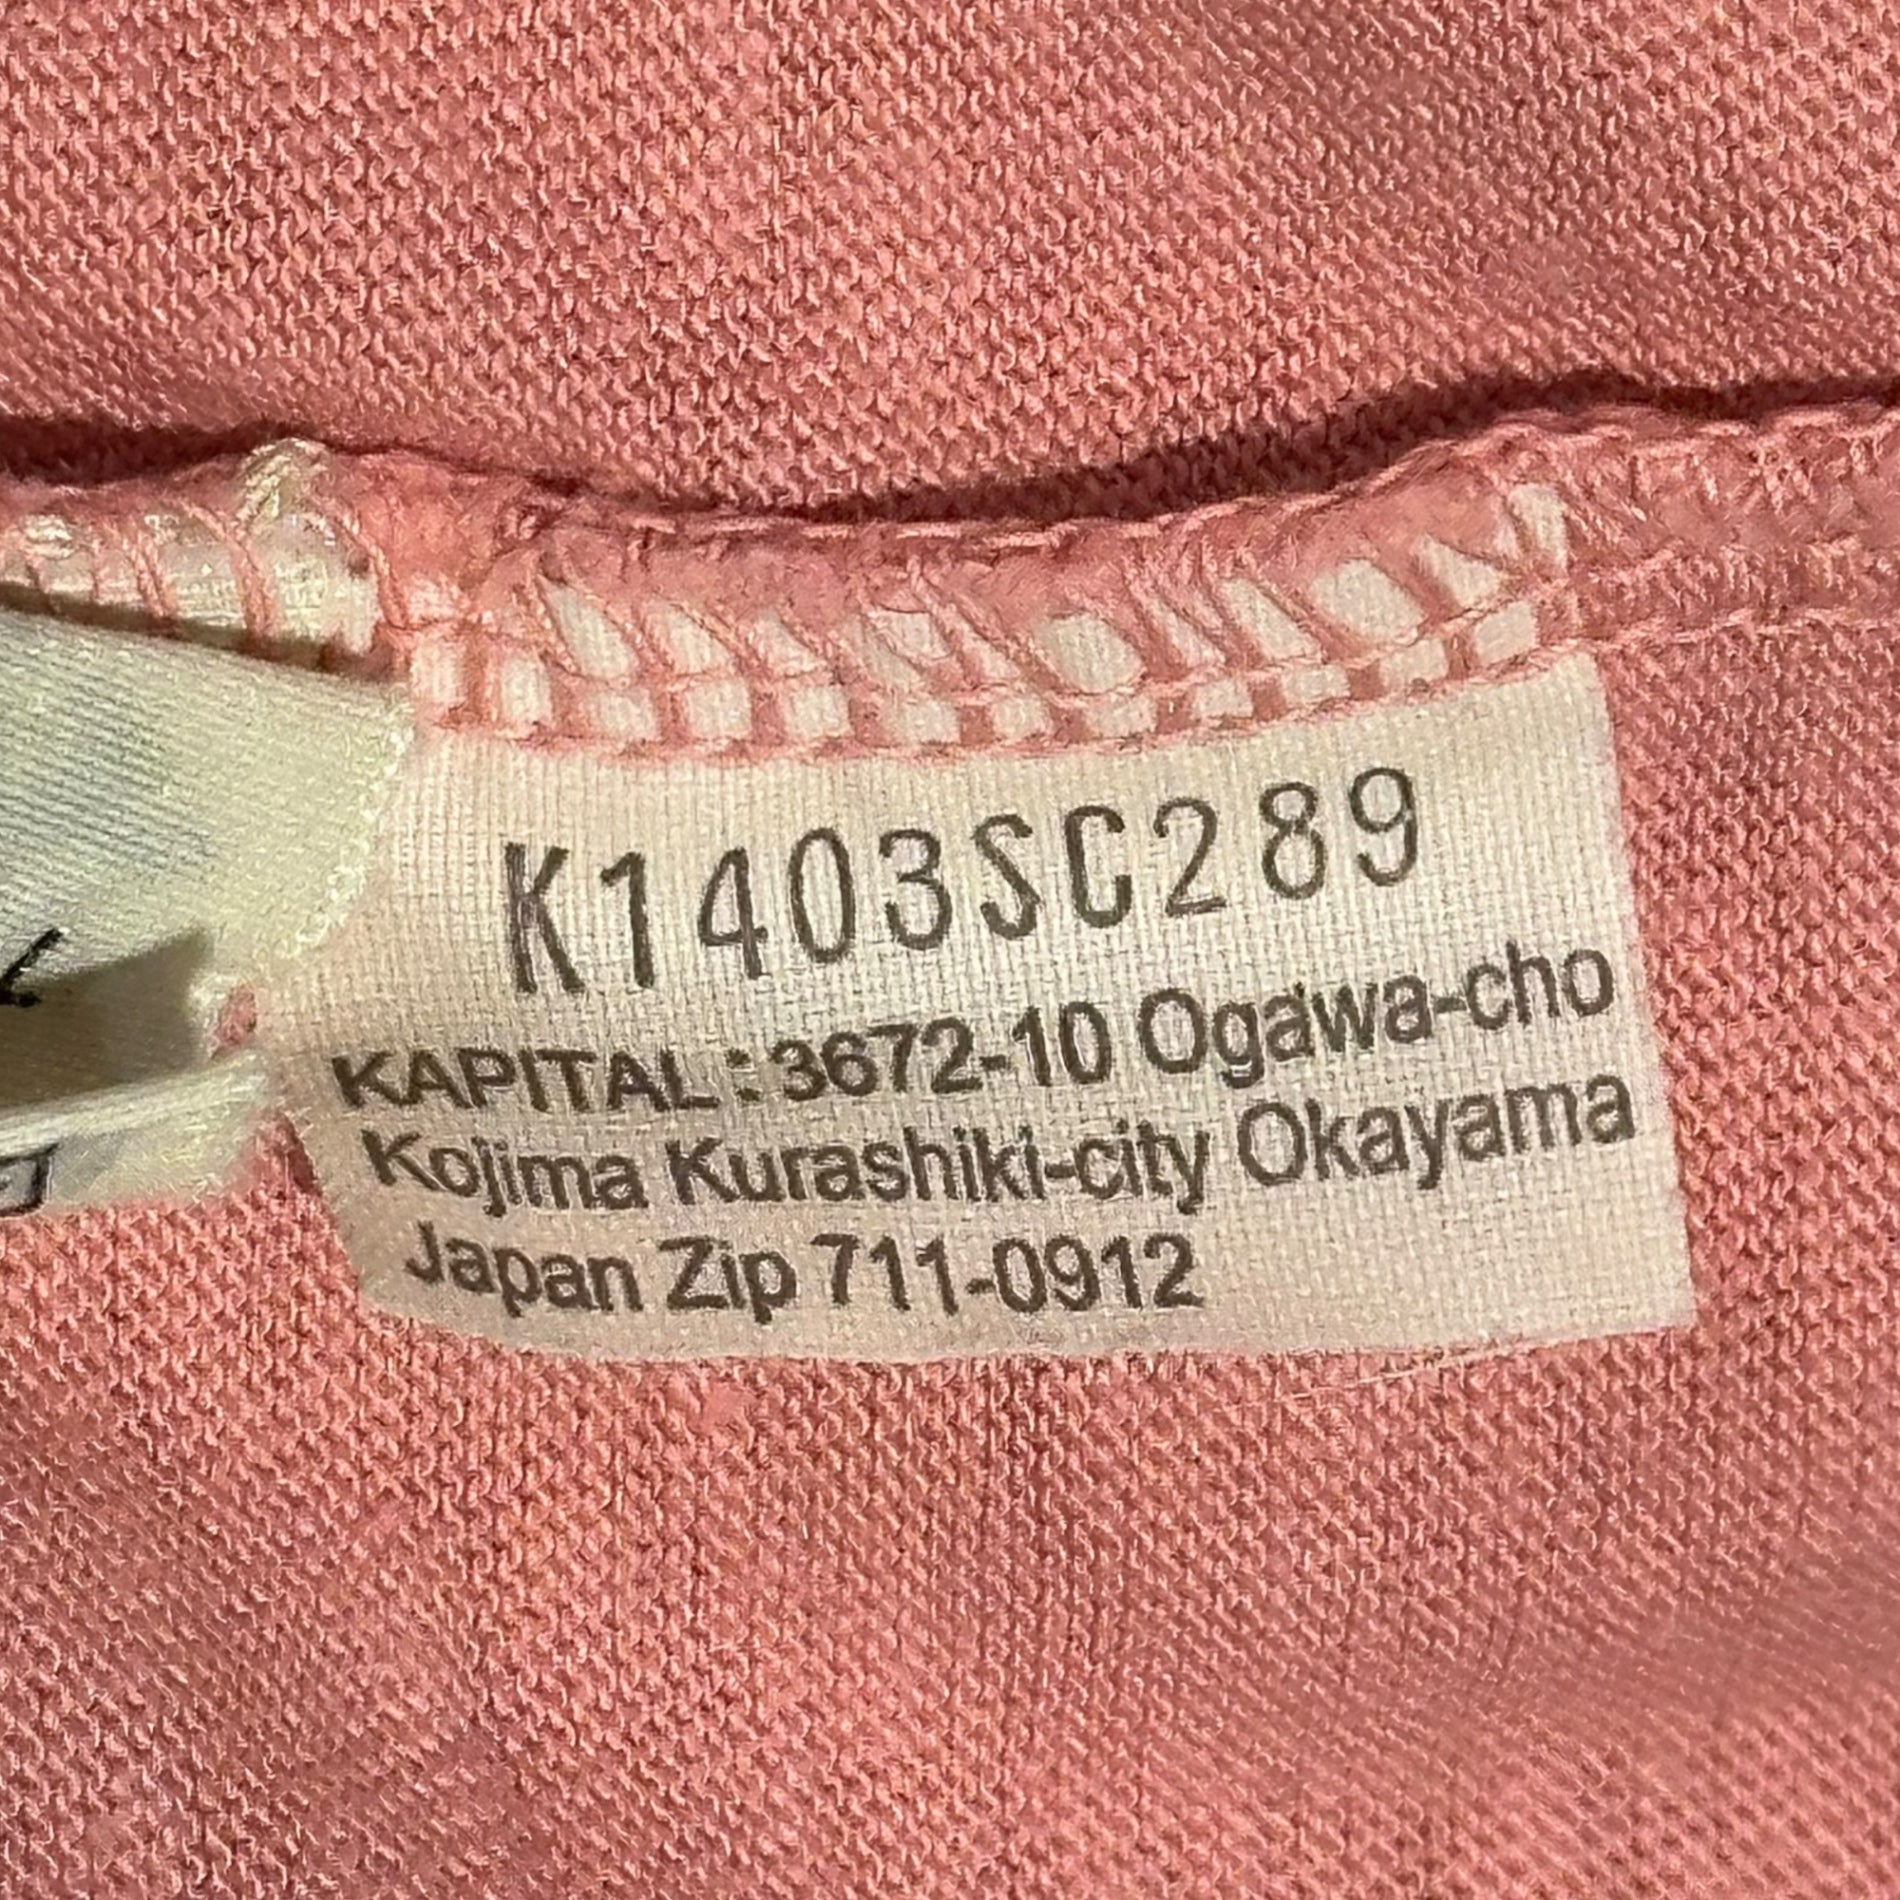 K1403SC289
KAPITAL : 3672-10 Ogawa-cho
Kojima Kurashiki-city Okayama
Japan Zip 711-0912